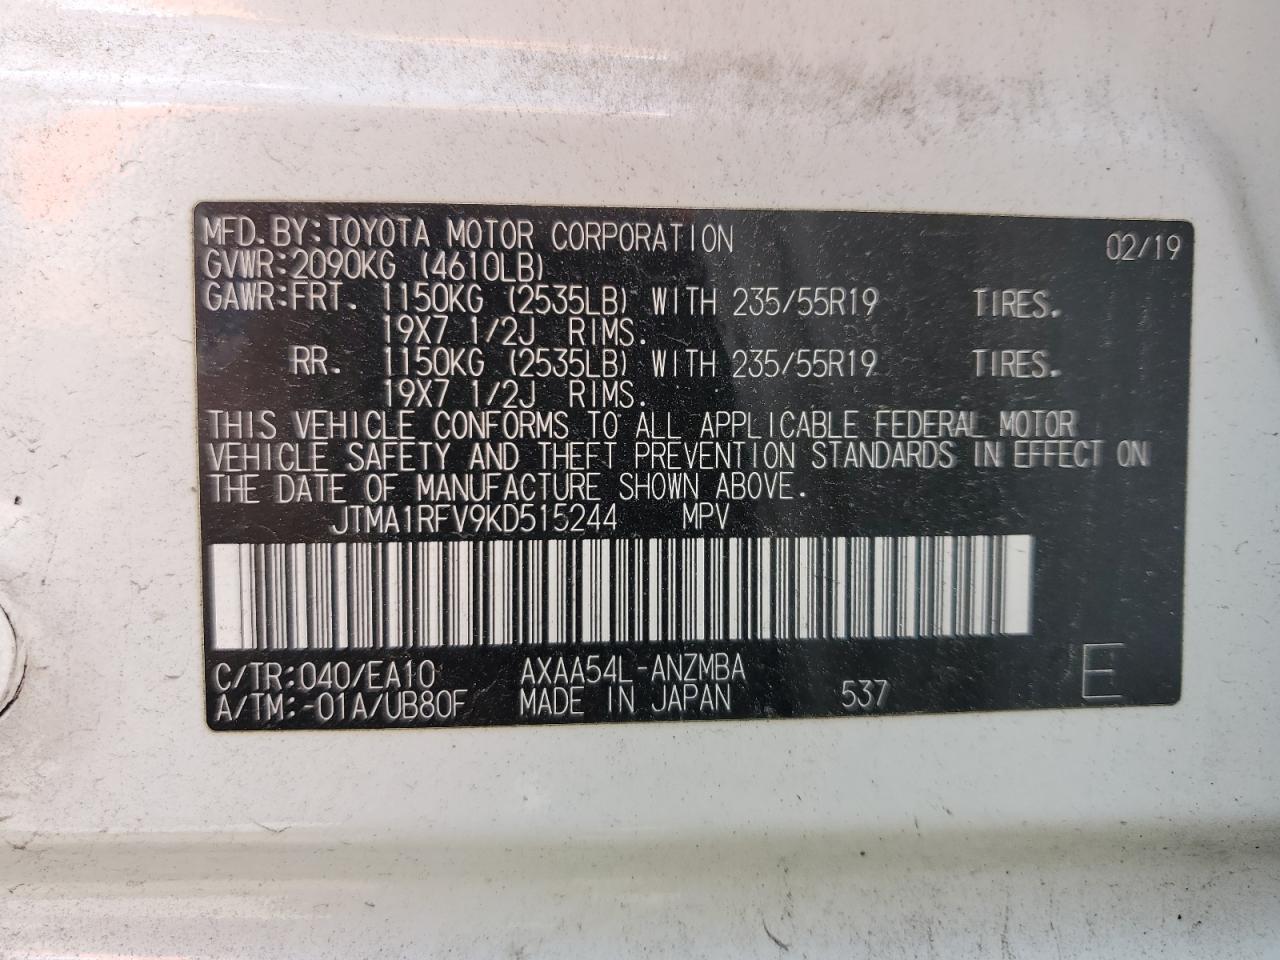 MFD.BY:TOYOTA MOTOR CORPORATION 02/19
GVWR:2090KG (4610LB)
GAWR:FRT. 1150KG (2535LB) WITH 235/55R19 TIRES.
19X7 1/2J RIMS.
RR. 1150KG (2535LB) WITH 235/55R19 TIRES.
19X7 1/2J RIMS.
THIS VEHICLE CONFORMS TO ALL APPLICABLE FEDERAL MOTOR
VEHICLE SAFETY AND THEFT PREVENTION STANDARDS IN EFFECT ON
THE DATE OF MANUFACTURE SHOWN ABOVE.
JTMA1RFV9KD515244 MPV
C/TR:040/EA10 AXAA54L-ANZMBA
A/TM:-01A/UB80F MADE IN JAPAN 537 E